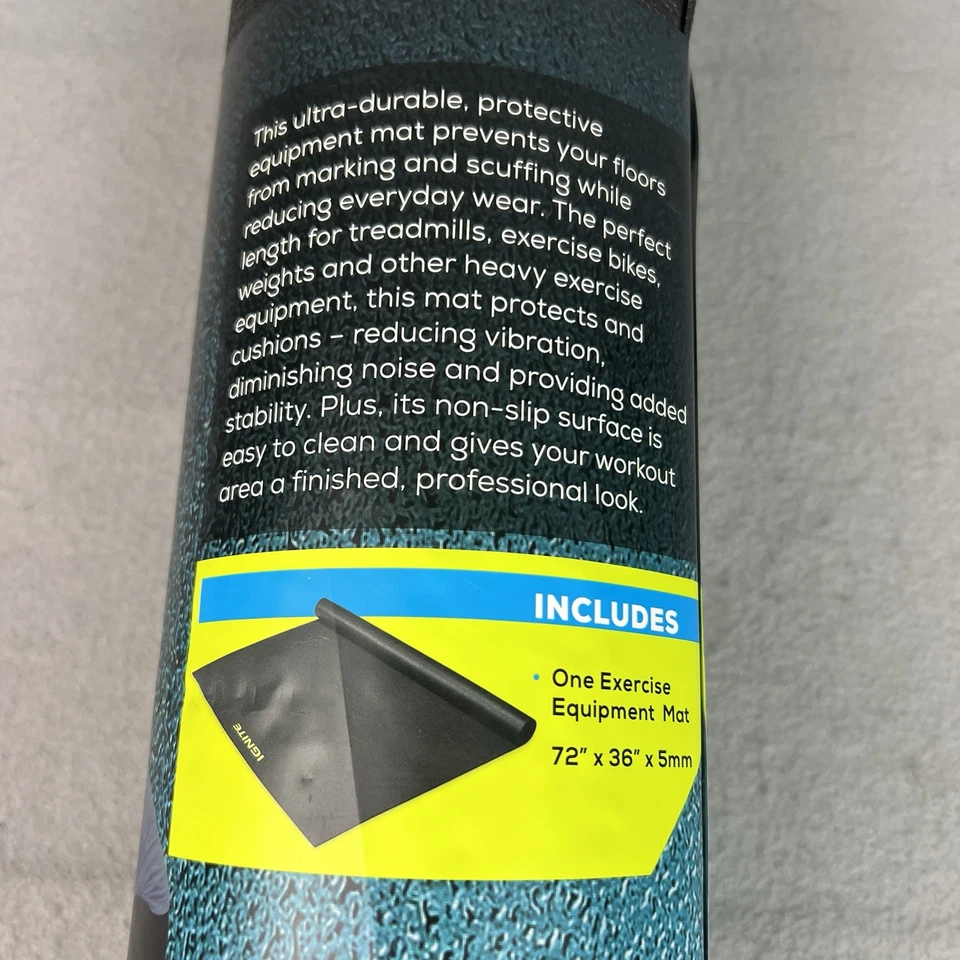 This ultra-durable, protective
equipment mat prevents your floors
from marking and scuffing while
reducing everyday wear. The perfect
length for treadmills, exercise bikes,
weights and other heavy exercise
equipment, this mat protects and
cushions – reducing vibration,
diminishing noise and providing added
stability. Plus, its non-slip surface is
easy to clean and gives your workout
area a finished, professional look.
INCLUDES
• One Exercise
Equipment Mat
72" x 36" x 5mm
IGNITE